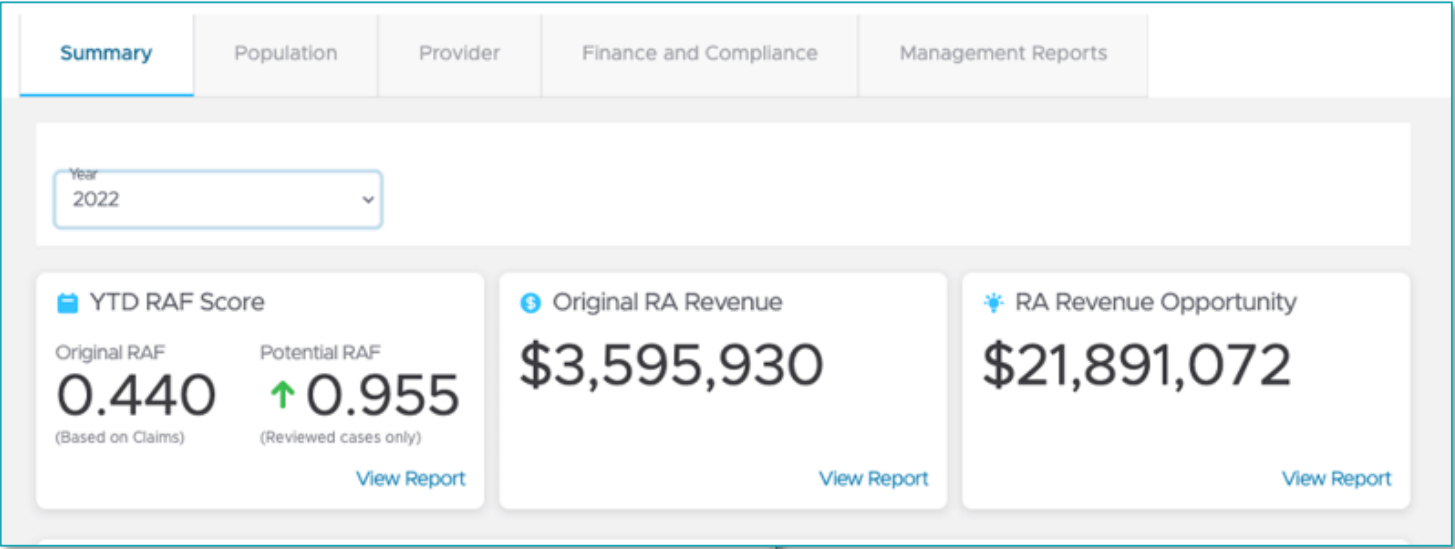 Summary
Population
Provider
Finance and Compliance
Management Reports
Year
2022
YTD RAF Score
Original RAF
Potential RAF
0.440
0.955
(Based on Claims)
(Reviewed cases only)
View Report
Original RA Revenue
$3,595,930
View Report
RA Revenue Opportunity
$21,891,072
View Report